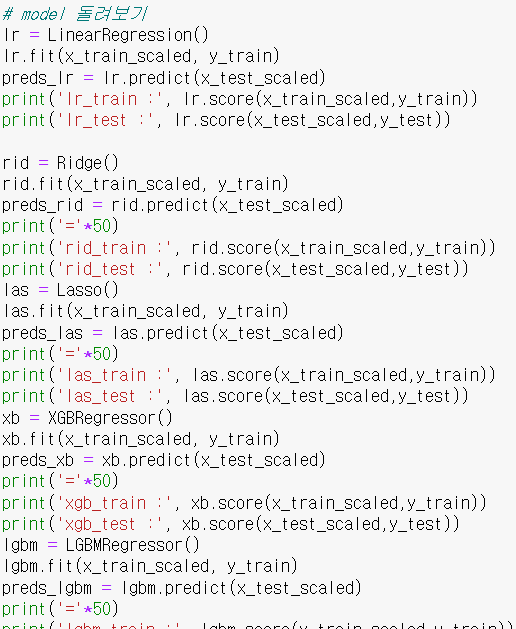 # model 돌려보기
lr = LinearRegression()
lr.fit(x_train_scaled, y_train)
preds_lr = lr.predict(x_test_scaled)
print('lr_train :', lr.score(x_train_scaled,y_train))
print('lr_test :', lr.score(x_test_scaled,y_test))
rid = Ridge()
rid.fit(x_train_scaled, y_train)
preds_rid = rid.predict(x_test_scaled)
print('='*50)
print('rid_train :', rid.score(x_train_scaled,y_train))
print('rid_test :', rid.score(x_test_scaled,y_test))
las = Lasso()
las.fit(x_train_scaled, y_train)
preds_las = las.predict(x_test_scaled)
print('='*50)
print('las_train :', las.score(x_train_scaled,y_train))
print('las_test :', las.score(x_test_scaled,y_test))
xb = XGBRegressor()
xb.fit(x_train_scaled, y_train)
preds_xb = xb.predict(x_test_scaled)
print('='*50)
print('xgb_train :', xb.score(x_train_scaled,y_train))
print('xgb_test :', xb.score(x_test_scaled,y_test))
lgbm = LGBMRegressor()
lgbm.fit(x_train_scaled, y_train)
preds_lgbm = lgbm.predict(x_test_scaled)
print('='*50)
print('lgbm_train :', lgbm.score(x_train_scaled,y_train))